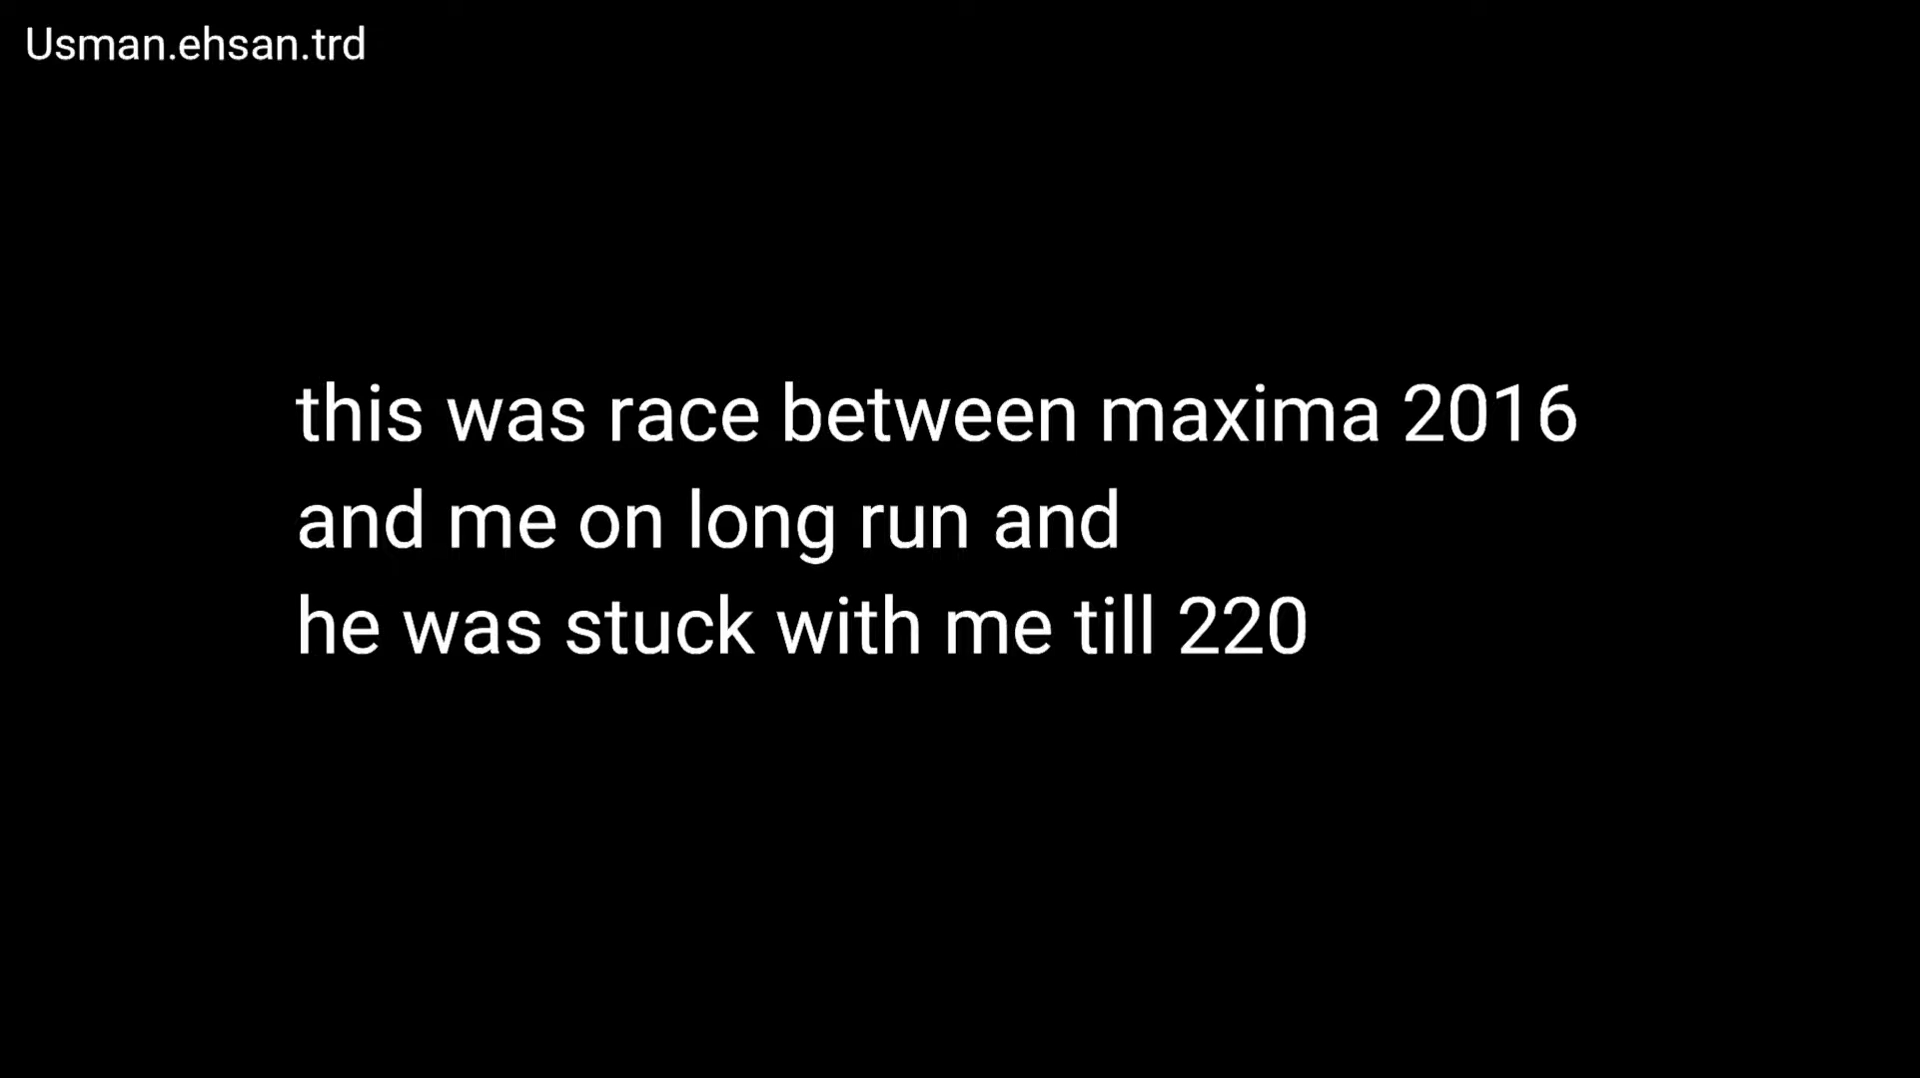 Usman.ehsan.trd
this was race between maxima 2016
and me on long run and
he was stuck with me till 220